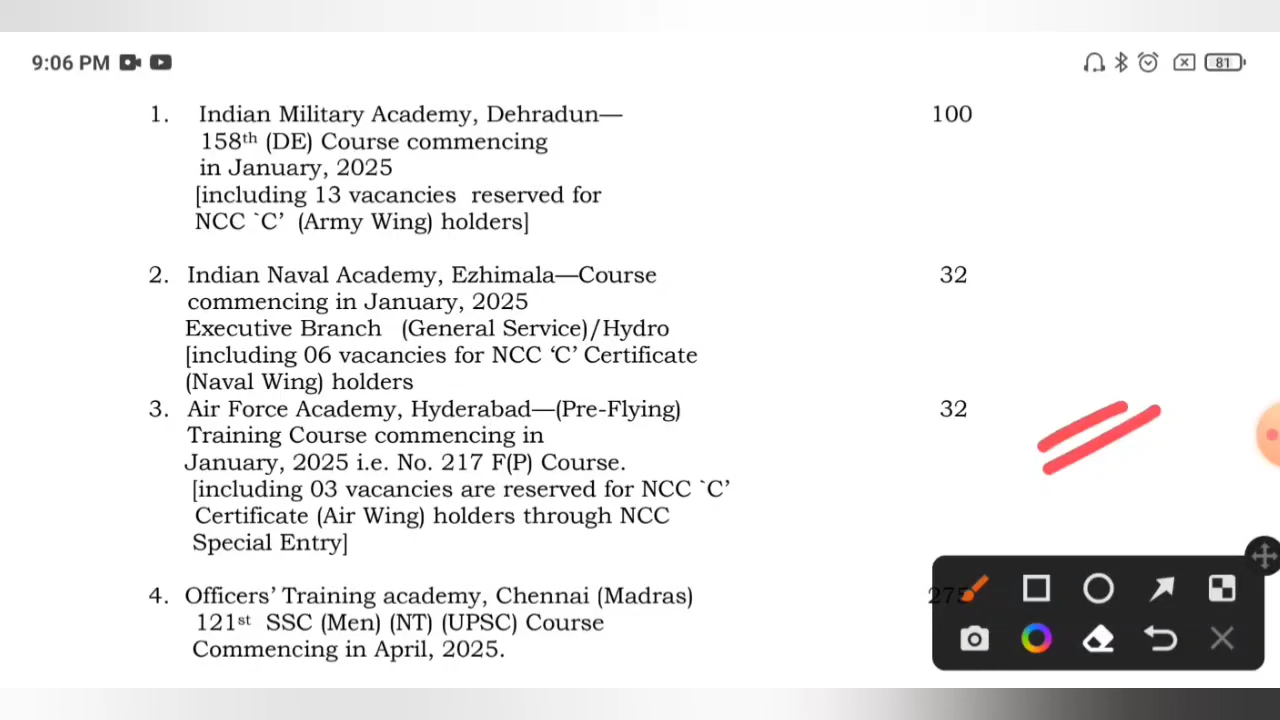 9:06 PM
81
1. Indian Military Academy, Dehradun— 100
158th (DE) Course commencing
in January, 2025
[including 13 vacancies reserved for
NCC `C’ (Army Wing) holders]
2. Indian Naval Academy, Ezhimala—Course 32
commencing in January, 2025
Executive Branch (General Service)/Hydro
[including 06 vacancies for NCC ‘C’ Certificate
(Naval Wing) holders
3. Air Force Academy, Hyderabad—(Pre-Flying) 32
Training Course commencing in
January, 2025 i.e. No. 217 F(P) Course.
[including 03 vacancies are reserved for NCC `C’
Certificate (Air Wing) holders through NCC
Special Entry]
4. Officers’ Training academy, Chennai (Madras) 275
121st SSC (Men) (NT) (UPSC) Course
Commencing in April, 2025.